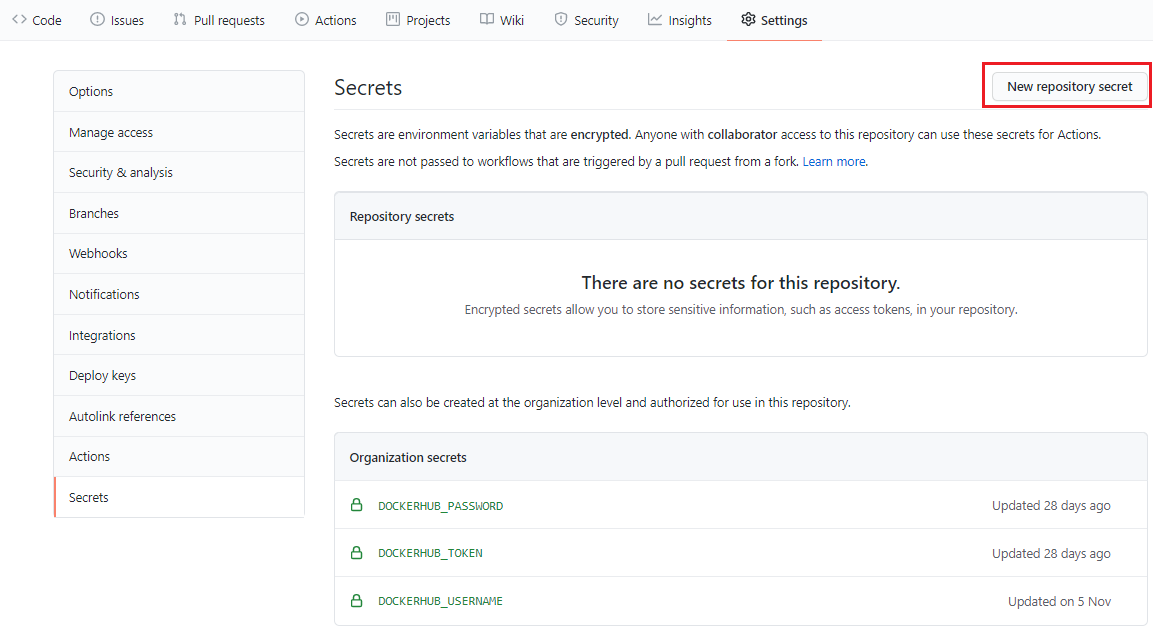 Code Issues Pull requests Actions Projects Wiki Security Insights Settings
Options
Manage access
Security & analysis
Branches
Webhooks
Notifications
Integrations
Deploy keys
Autolink references
Actions
Secrets
Secrets
New repository secret
Secrets are environment variables that are encrypted. Anyone with collaborator access to this repository can use these secrets for Actions.
Secrets are not passed to workflows that are triggered by a pull request from a fork. Learn more.
Repository secrets
There are no secrets for this repository.
Encrypted secrets allow you to store sensitive information, such as access tokens, in your repository.
Secrets can also be created at the organization level and authorized for use in this repository.
Organization secrets
DOCKERHUB_PASSWORD Updated 28 days ago
DOCKERHUB_TOKEN Updated 28 days ago
DOCKERHUB_USERNAME Updated on 5 Nov